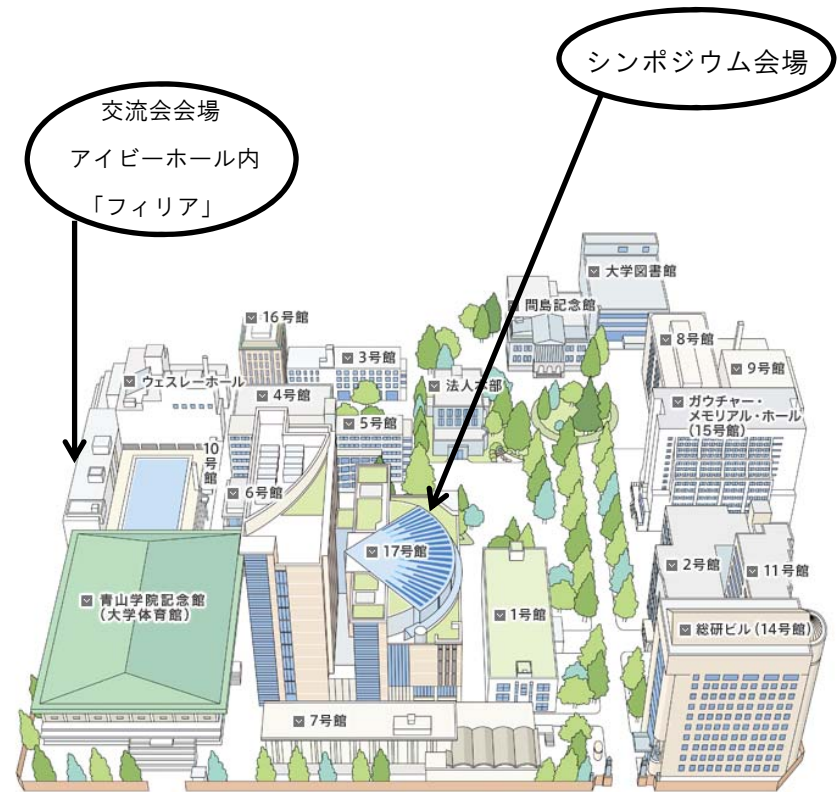 シンポジウム会場
交流会会場
アイビーホール内
「フィリア」
大学図書館
間島記念館
16号館
8号館
3号館
9号館
ウェスレーホール
法人本部
4号館
ガウチャー・
メモリアル・ホール
(15号館)
5号館
10号館
6号館
17号館
2号館
11号館
青山学院記念館
(大学体育館)
1号館
総研ビル(14号館)
7号館